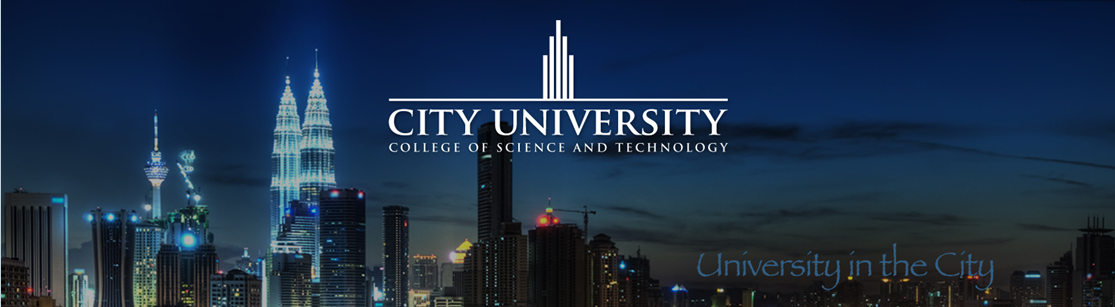 CITY UNIVERSITY
COLLEGE OF SCIENCE AND TECHNOLOGY
University in the City